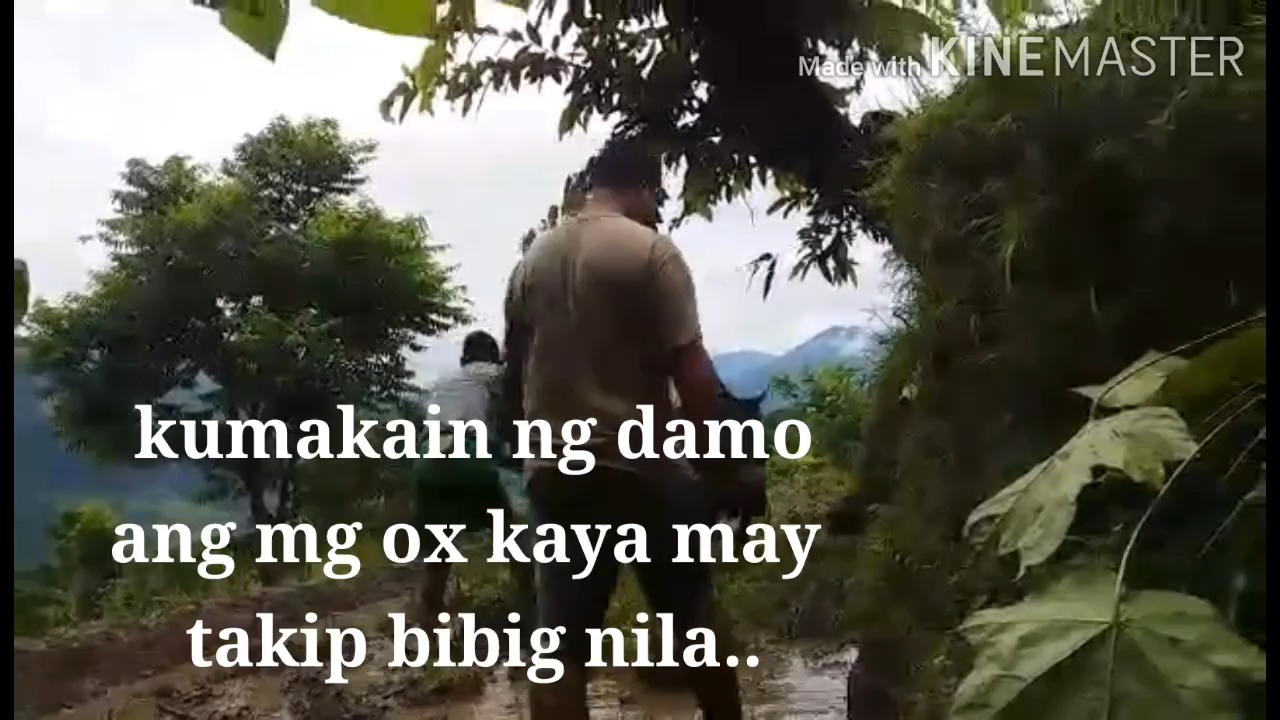 Made with KINEMASTER
kumakain ng damo
ang mg ox kaya may
takip bibig nila..